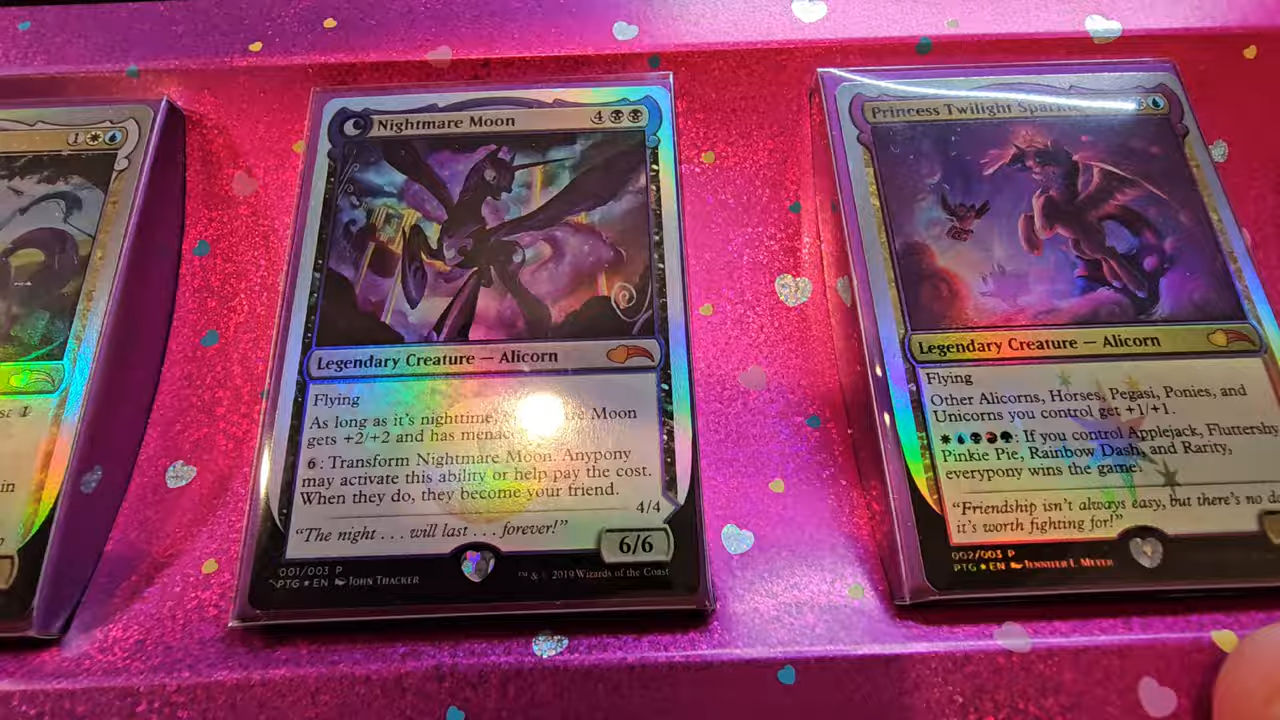 1
Nightmare Moon
4
Legendary Creature — Alicorn
Flying
As long as it's nighttime, Moon
gets +2/+2 and has menace
6: Transform Nightmare Moon. Anypony
may activate this ability or help pay the cost.
When they do, they become your friend.
4/4
"The night . . . will last . . . forever!"
6/6
001/003 P
PTG ★ EN John Thacker
™ & © 2019 Wizards of the Coast
Princess Twilight Sparkle
Legendary Creature — Alicorn
Flying
Other Alicorns, Horses, Pegasi, Ponies, and
Unicorns you control get +1/+1.
: If you control Applejack, Fluttershy
Pinkie Pie, Rainbow Dash, and Rarity,
everypony wins the game.
"Friendship isn't always easy, but there's no
it's worth fighting for!"
002/003 P
PTG ★ EN Jennifer L. Meyer